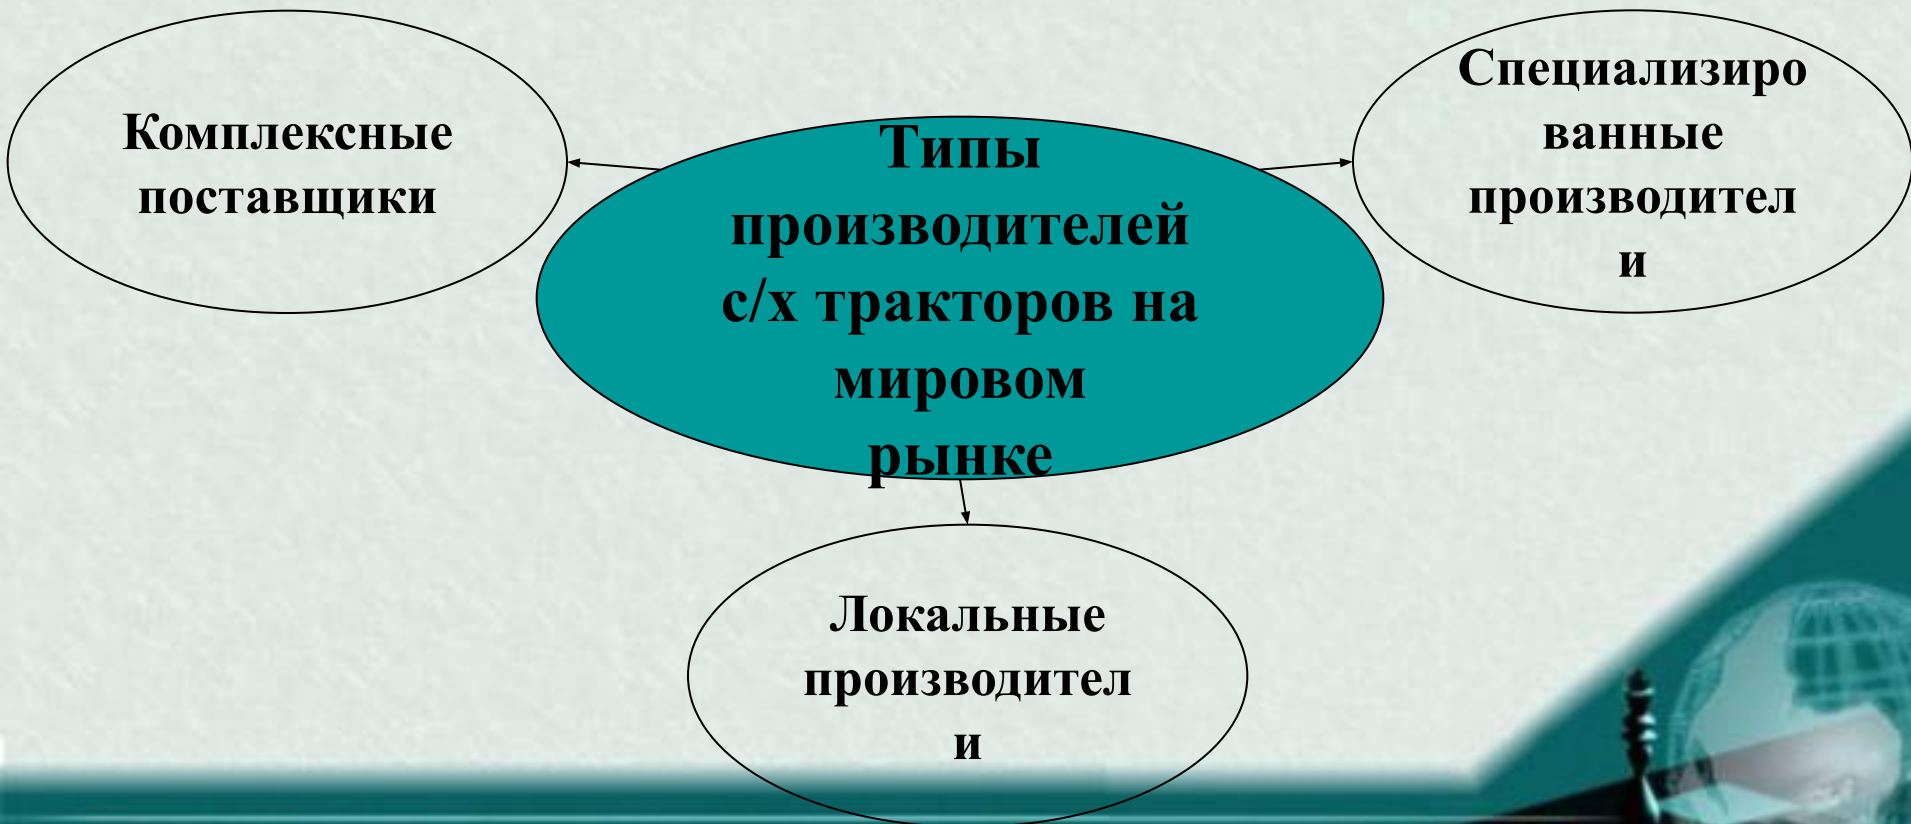 Комплексные
поставщики
Типы
производителей
с/х тракторов на
мировом
рынке
Специализиро
ванные
производител
и
Локальные
производител
и